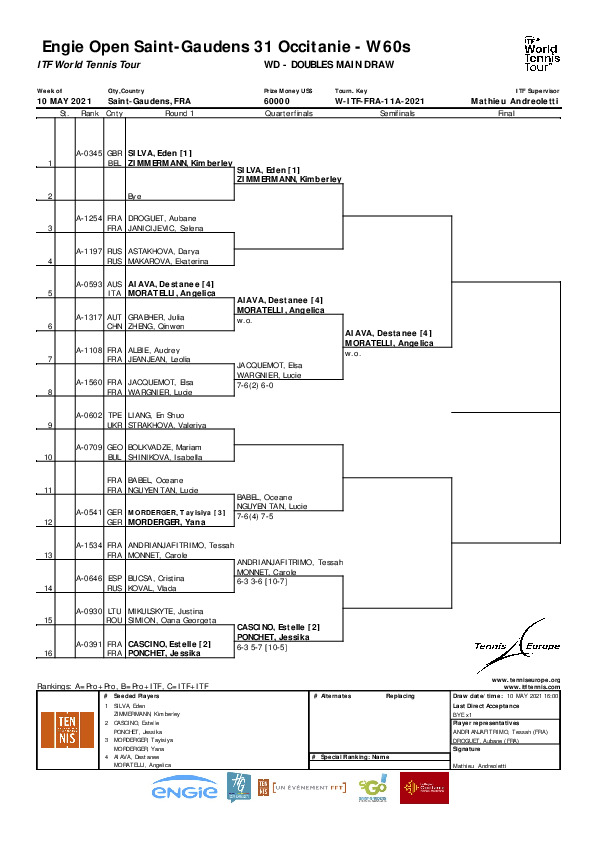 Engie Open Saint-Gaudens 31 Occitanie - W60s
ITF World Tennis Tour
WD - DOUBLES MAIN DRAW
ITF World Tennis Tour
Week of City,Country Prize Money US$ Tourn. Key ITF Supervisor
10 MAY 2021 Saint-Gaudens, FRA 60000 W-ITF-FRA-11A-2021 Mathieu Andreoletti
St. Rank Cnty Round 1 Quarterfinals Semifinals Final
A-0345 GBR SILVA, Eden [1]
1 BEL ZIMMERMANN, Kimberley
SILVA, Eden [1]
ZIMMERMANN, Kimberley
2 Bye
A-1254 FRA DROGUET, Aubane
3 FRA JANICIJEVIC, Selena
A-1197 RUS ASTAKHOVA, Darya
4 RUS MAKAROVA, Ekaterina
A-0593 AUS AIAVA, Destanee [4]
5 ITA MORATELLI, Angelica
AIAVA, Destanee [4]
MORATELLI, Angelica
w.o.
A-1317 AUT GRABHER, Julia
6 CHN ZHENG, Qinwen
AIAVA, Destanee [4]
MORATELLI, Angelica
w.o.
A-1108 FRA ALBIE, Audrey
7 FRA JEANJEAN, Leolia
JACQUEMOT, Elsa
WARGNIER, Lucie
7-6(2) 6-0
A-1560 FRA JACQUEMOT, Elsa
8 FRA WARGNIER, Lucie
A-0602 TPE LIANG, En Shuo
9 UKR STRAKHOVA, Valeriya
A-0709 GEO BOLKVADZE, Mariam
10 BUL SHINIKOVA, Isabella
FRA BABEL, Oceane
11 FRA NGUYEN TAN, Lucie
BABEL, Oceane
NGUYEN TAN, Lucie
7-6(4) 7-5
A-0541 GER MORDERGER, Tayisiya [3]
12 GER MORDERGER, Yana
A-1534 FRA ANDRIANJAFITRIMO, Tessah
13 FRA MONNET, Carole
ANDRIANJAFITRIMO, Tessah
MONNET, Carole
6-3 3-6 [10-7]
A-0646 ESP BUCSA, Cristina
14 RUS KOVAL, Vlada
A-0930 LTU MIKULSKYTE, Justina
15 ROU SIMION, Oana Georgeta
CASCINO, Estelle [2]
PONCHET, Jessika
6-3 5-7 [10-5]
A-0391 FRA CASCINO, Estelle [2]
16 FRA PONCHET, Jessika
Tennis Europe
www.tenniseurope.org
www.itftennis.com
Rankings: A=Pro+Pro, B=Pro+ITF, C=ITF+ITF
TEN
NIS
# Seeded Players
1 SILVA, Eden
ZIMMERMANN, Kimberley
2 CASCINO, Estelle
PONCHET, Jessika
3 MORDERGER, Tayisiya
MORDERGER, Yana
4 AIAVA, Destanee
MORATELLI, Angelica
# Alternates Replacing
# Special Ranking: Name
Draw date/time: 10 MAY 2021 16:00
Last Direct Acceptance
BYE x1
Player representatives
ANDRIANJAFITRIMO, Tessah (FRA)
DROGUET, Aubane (FRA)
Signature
Mathieu Andreoletti
ENGIE
TEN
NIS
[ UN ÉVÉNEMENT FFT ]